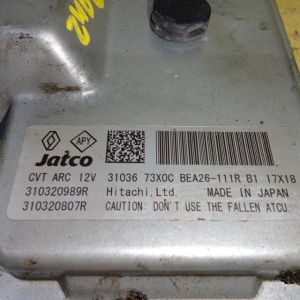 APY
Jatco
CVT ARC 12V 31036 73X0C BEA26-111R B1 17X18
310320989R Hitachi,Ltd. MADE IN JAPAN
310320807R CAUTION: DON'T USE THE FALLEN ATCU.